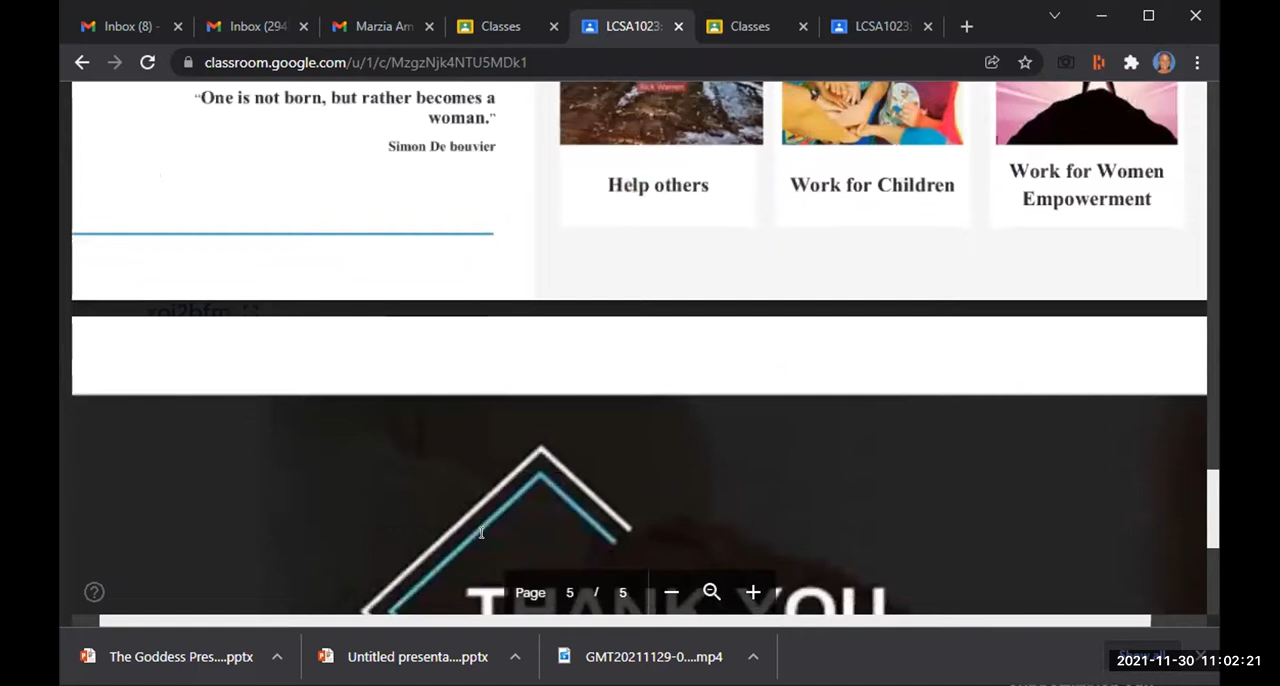 Inbox (8) -
Inbox (294
Marzia Am
Classes
LCSA1023:
Classes
LCSA1023:
classroom.google.com/u/1/c/MzgzNjk4NTU5MDk1
"One is not born, but rather becomes a
woman."
Simon De bouvier
Rick Warren
Help others
Work for Children
Work for Women
Empowerment
THANK YOU
Page 5 / 5
The Goddess Pres....pptx
Untitled presenta....pptx
GMT20211129-0....mp4
2021-11-30 11:02:21